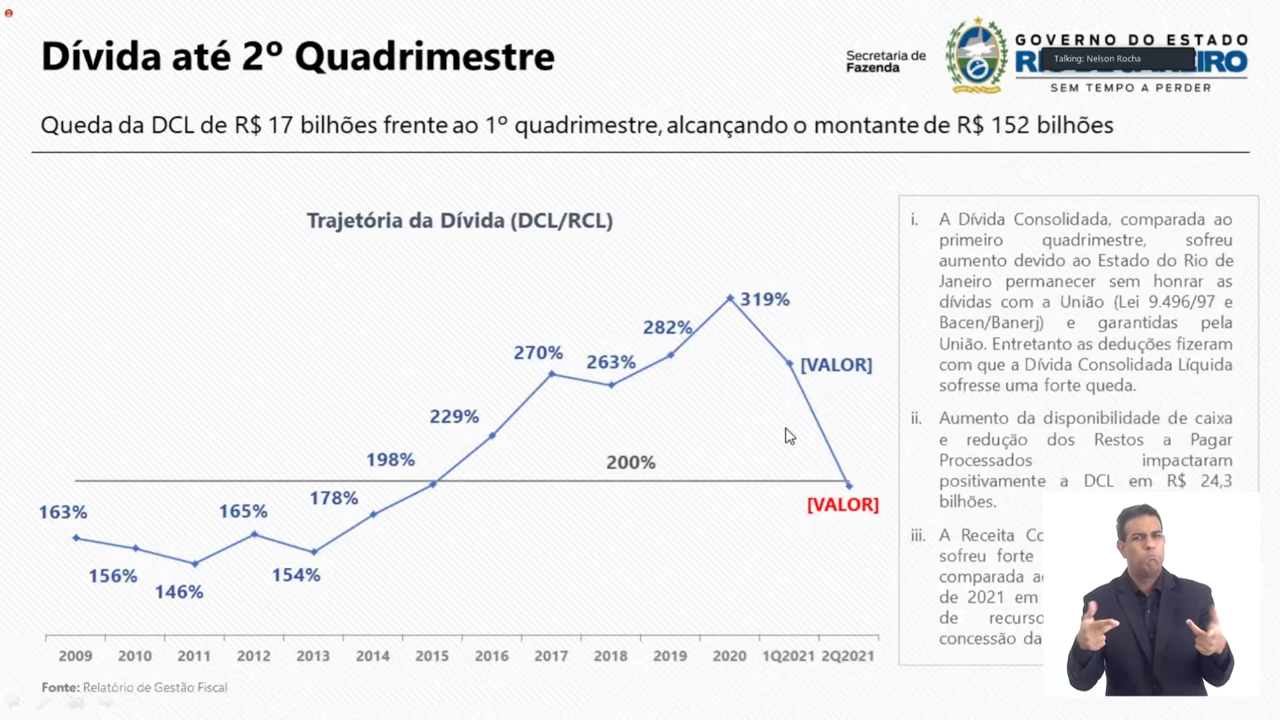 Dívida até 2º Quadrimestre
Secretaria de
Fazenda
GOVERNO DO ESTADO
Talking: Nelson Rocha
SEM TEMPO A PERDER
Queda da DCL de R$ 17 bilhões frente ao 1º quadrimestre, alcançando o montante de R$ 152 bilhões
Trajetória da Dívida (DCL/RCL)
319%
282%
270%
263%
[VALOR]
229%
198%
200%
178%
[VALOR]
163%
165%
154%
156%
146%
2009 2010 2011 2012 2013 2014 2015 2016 2017 2018 2019 2020 1Q2021 2Q2021
Fonte: Relatório de Gestão Fiscal
i. A Dívida Consolidada, comparada ao
primeiro quadrimestre, sofreu
aumento devido ao Estado do Rio de
Janeiro permanecer sem honrar as
dívidas com a União (Lei 9.496/97 e
Bacen/Banerj) e garantidas pela
União. Entretanto as deduções fizeram
com que a Dívida Consolidada Líquida
sofresse uma forte queda.
ii. Aumento da disponibilidade de caixa
e redução dos Restos a Pagar
Processados impactaram
positivamente a DCL em R$ 24,3
bilhões.
iii. A Receita
sofreu forte
comparada
de 2021 em
de
concessão da